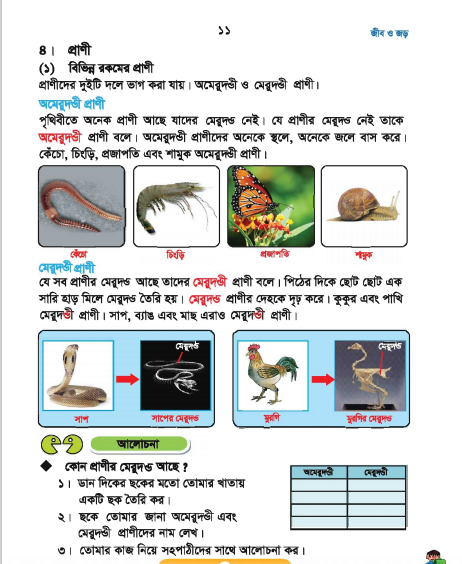 ১১
জীব ও জড়
৪। প্রাণী
(১) বিভিন্ন রকমের প্রাণী
প্রাণীদের দুইটি দলে ভাগ করা যায়। অমেরুদণ্ডী ও মেরুদণ্ডী প্রাণী।
অমেরুদণ্ডী প্রাণী
পৃথিবীতে অনেক প্রাণী আছে যাদের মেরুদণ্ড নেই। যে প্রাণীর মেরুদণ্ড নেই তাকে
অমেরুদণ্ডী প্রাণী বলে। অমেরুদণ্ডী প্রাণীদের অনেকে স্থলে, অনেকে জলে বাস করে।
কেঁচো, চিংড়ি, প্রজাপতি এবং শামুক অমেরুদণ্ডী প্রাণী।
কেঁচো চিংড়ি প্রজাপতি শামুক
মেরুদণ্ডী প্রাণী
যে সব প্রাণীর মেরুদণ্ড আছে তাদের মেরুদণ্ডী প্রাণী বলে। পিঠের দিকে ছোট ছোট এক
সারি হাড় মিলে মেরুদণ্ড তৈরি হয়। মেরুদণ্ড প্রাণীর দেহকে দৃঢ় করে। কুকুর এবং পাখি
মেরুদণ্ডী প্রাণী। সাপ, ব্যাঙ এবং মাছ এরাও মেরুদণ্ডী প্রাণী।
মেরুদণ্ড মেরুদণ্ড
সাপ সাপের মেরুদণ্ড মুরগি মুরগির মেরুদণ্ড
আলোচনা
◆ কোন প্রাণীর মেরুদণ্ড আছে ?
অমেরুদণ্ডী মেরুদণ্ডী
১। ডান দিকের ছকের মতো তোমার খাতায়
একটি ছক তৈরি কর।
২। ছকে তোমার জানা অমেরুদণ্ডী এবং
মেরুদণ্ডী প্রাণীদের নাম লেখ।
৩। তোমার কাজ নিয়ে সহপাঠীদের সাথে আলোচনা কর।